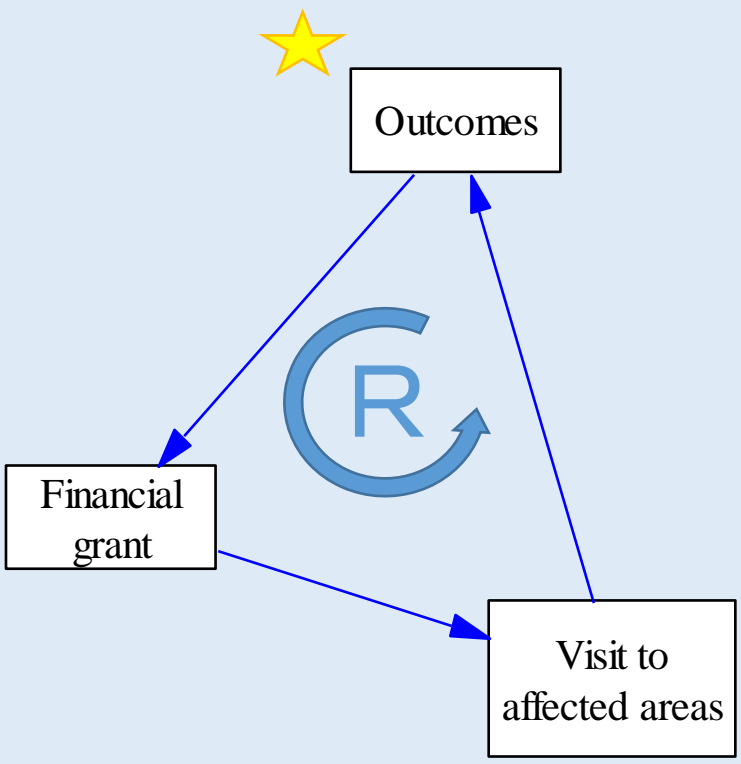 Outcomes
R
Financial
grant
Visit to
affected areas